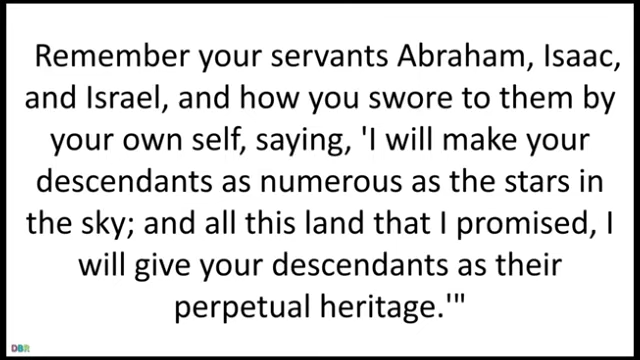 Remember your servants Abraham, Isaac,
and Israel, and how you swore to them by
your own self, saying, 'I will make your
descendants as numerous as the stars in
the sky; and all this land that I promised, I
will give your descendants as their
perpetual heritage.'"
DBR